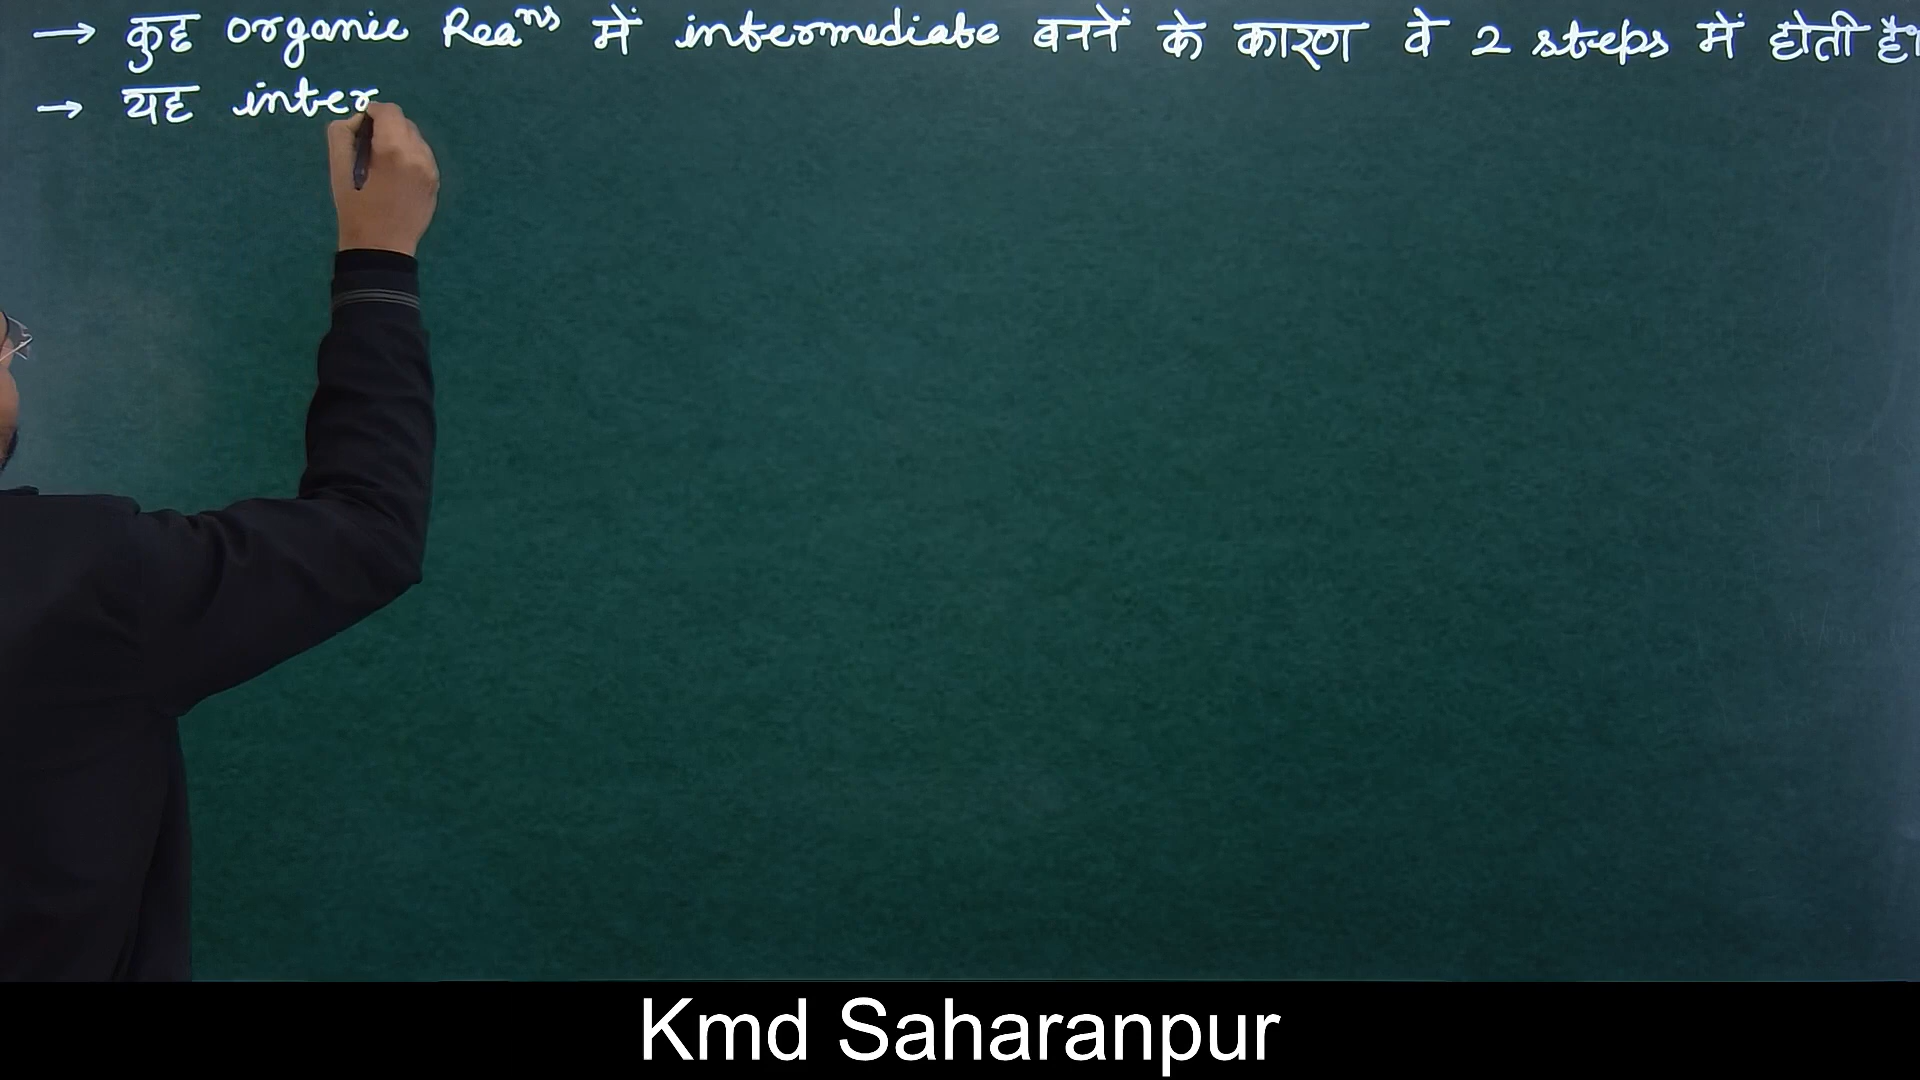 → कुछ organic Reaⁿˢ में intermediate बननें के कारण वे 2 steps में होती हैं।
→ यह inter
Kmd Saharanpur